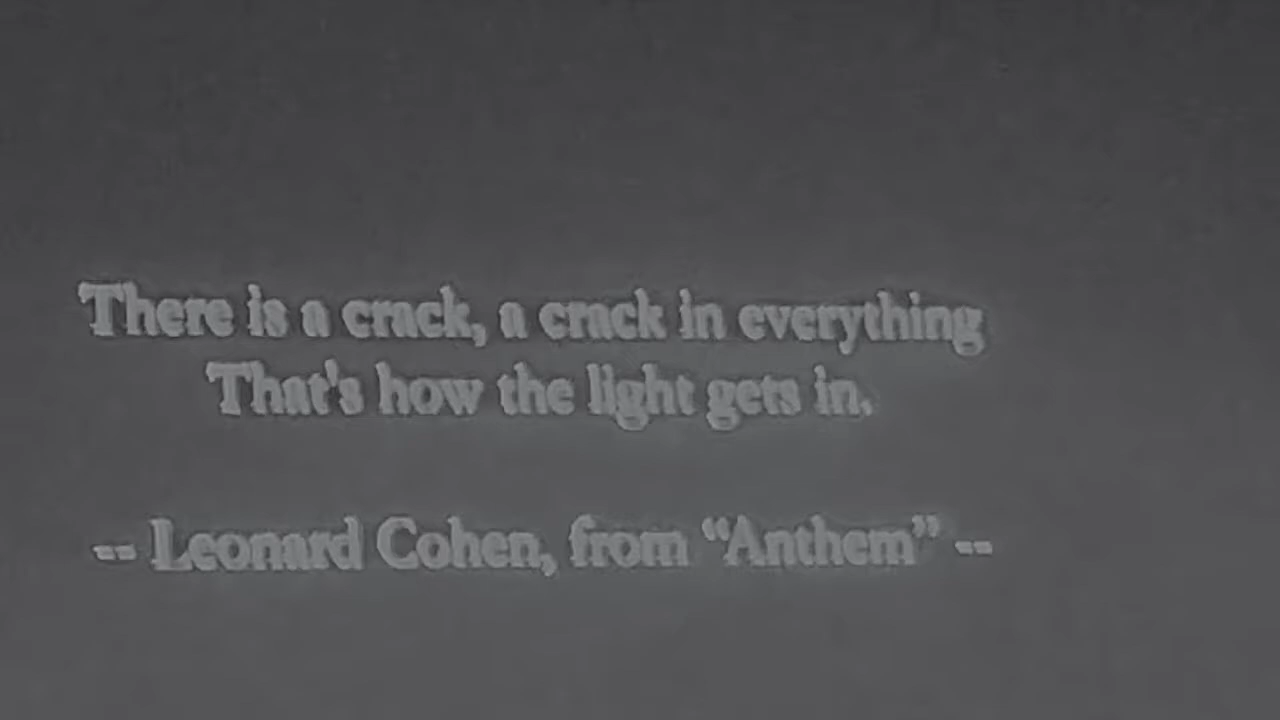 There is a crack, a crack in everything
That's how the light gets in.
-- Leonard Cohen, from “Anthem” --